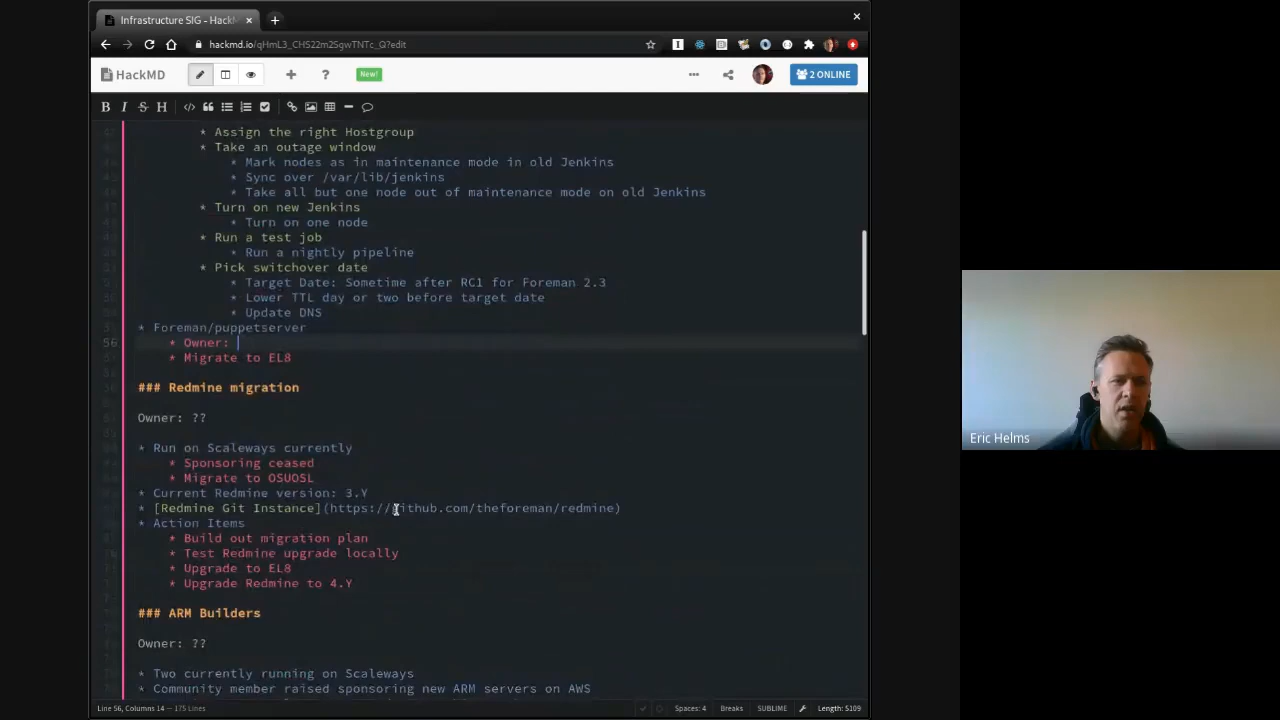 Infrastructure SIG - HackM
hackmd.io/qHmL3_CHS22m2SgwTNTc_Q?edit
HackMD
New!
2 ONLINE
* Assign the right Hostgroup
* Take an outage window
* Mark nodes as in maintenance mode in old Jenkins
* Sync over /var/lib/jenkins
* Take all but one node out of maintenance mode on old Jenkins
* Turn on new Jenkins
* Turn on one node
* Run a test job
* Run a nightly pipeline
* Pick switchover date
* Target Date: Sometime after RC1 for Foreman 2.3
* Lower TTL day or two before target date
* Update DNS
* Foreman/puppetserver
56 * Owner:
* Migrate to EL8
### Redmine migration
Owner: ??
* Run on Scaleways currently
* Sponsoring ceased
* Migrate to OSUOSL
* Current Redmine version: 3.Y
* [Redmine Git Instance](https://github.com/theforeman/redmine)
* Action Items
* Build out migration plan
* Test Redmine upgrade locally
* Upgrade to EL8
* Upgrade Redmine to 4.Y
### ARM Builders
Owner: ??
* Two currently running on Scaleways
* Community member raised sponsoring new ARM servers on AWS
Line 56, Columns 14 — 175 Lines
Spaces: 4
Breaks
SUBLIME
Length: 5109
Eric Helms